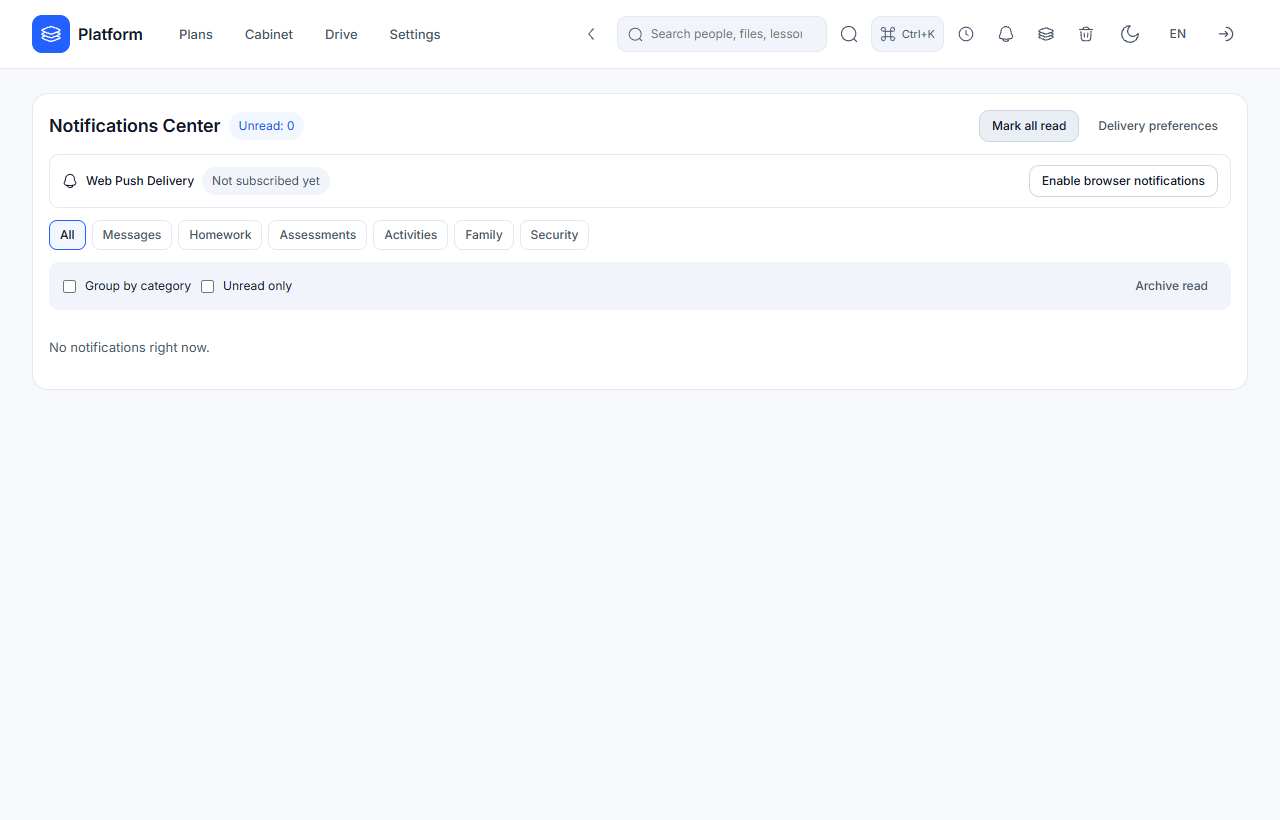 Platform Plans Cabinet Drive Settings Search people, files, lessor Ctrl+K EN
Notifications Center Unread: 0 Mark all read Delivery preferences
Web Push Delivery Not subscribed yet Enable browser notifications
All Messages Homework Assessments Activities Family Security
Group by category Unread only Archive read
No notifications right now.